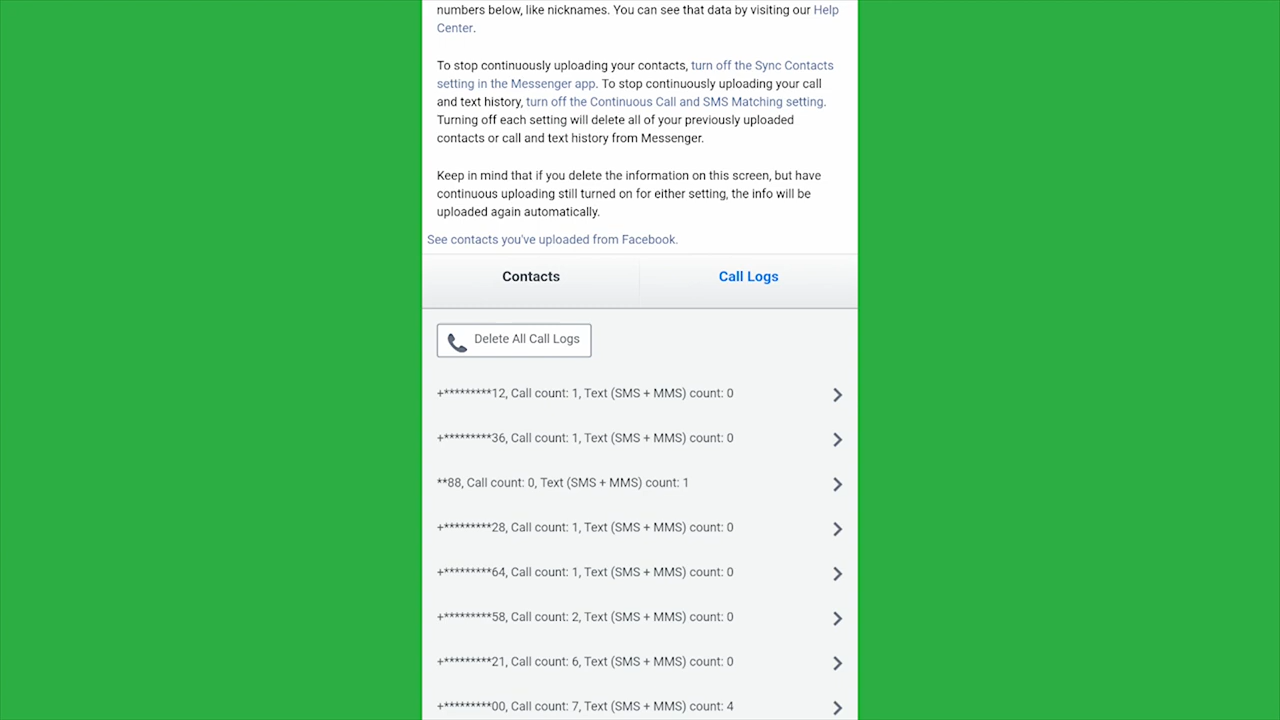 numbers below, like nicknames. You can see that data by visiting our Help
Center.
To stop continuously uploading your contacts, turn off the Sync Contacts
setting in the Messenger app. To stop continuously uploading your call
and text history, turn off the Continuous Call and SMS Matching setting.
Turning off each setting will delete all of your previously uploaded
contacts or call and text history from Messenger.
Keep in mind that if you delete the information on this screen, but have
continuous uploading still turned on for either setting, the info will be
uploaded again automatically.
See contacts you've uploaded from Facebook.
Contacts
Call Logs
Delete All Call Logs
+*********12, Call count: 1, Text (SMS + MMS) count: 0
+*********36, Call count: 1, Text (SMS + MMS) count: 0
**88, Call count: 0, Text (SMS + MMS) count: 1
+*********28, Call count: 1, Text (SMS + MMS) count: 0
+*********64, Call count: 1, Text (SMS + MMS) count: 0
+*********58, Call count: 2, Text (SMS + MMS) count: 0
+*********21, Call count: 6, Text (SMS + MMS) count: 0
+*********00, Call count: 7, Text (SMS + MMS) count: 4